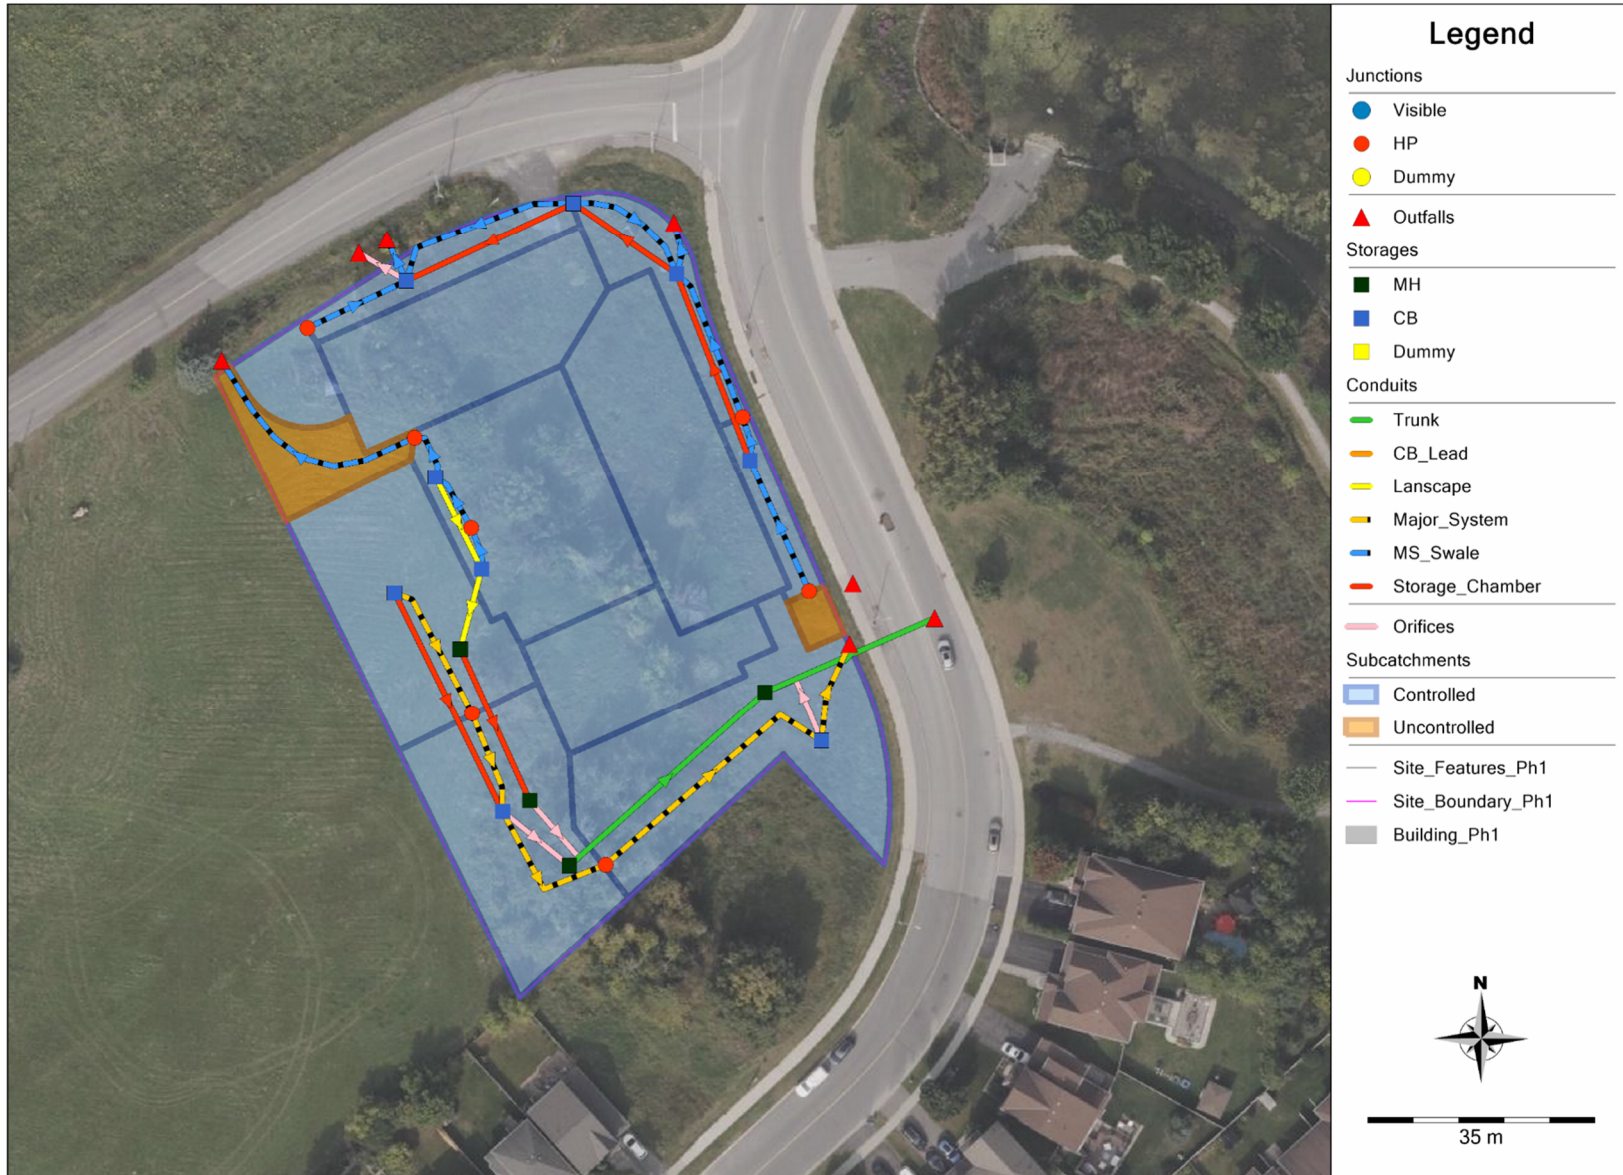 Legend
Junctions
Visible
HP
Dummy
Outfalls
Storages
MH
CB
Dummy
Conduits
Trunk
CB_Lead
Lanscape
Major_System
MS_Swale
Storage_Chamber
Orifices
Subcatchments
Controlled
Uncontrolled
Site_Features_Ph1
Site_Boundary_Ph1
Building_Ph1
N
35 m